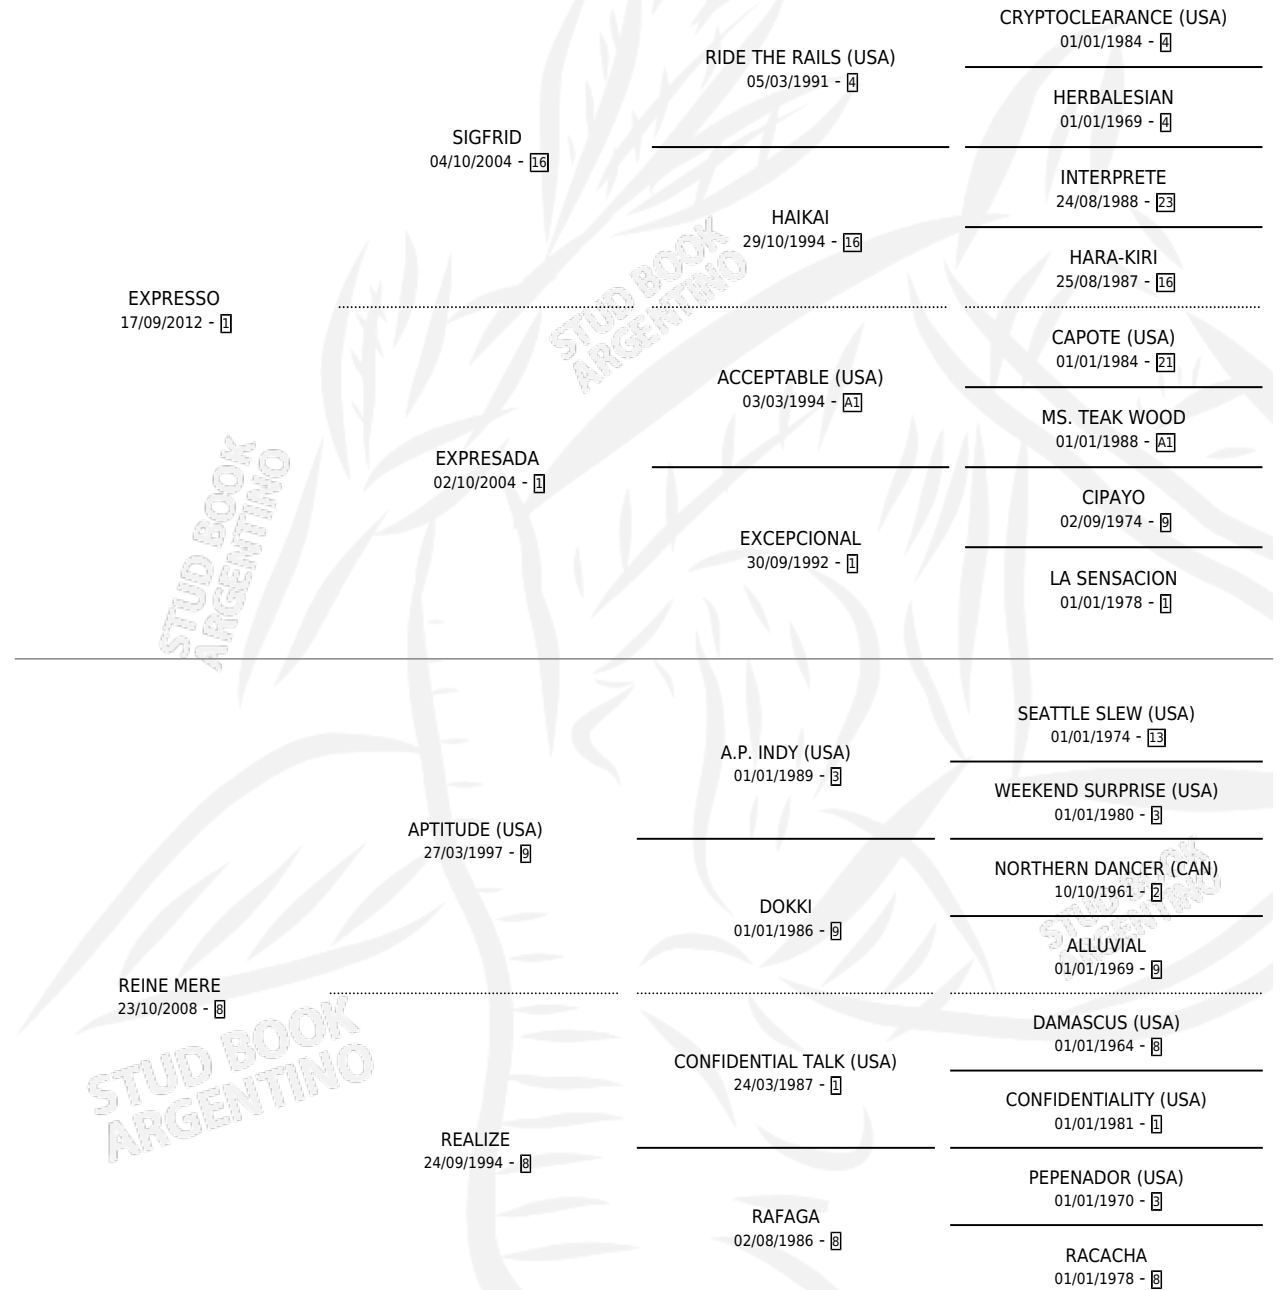 CRYPTOCLEARANCE (USA)
01/01/1984 - 4
RIDE THE RAILS (USA)
05/03/1991 - 4
HERBALESIAN
01/01/1969 - 4
SIGFRID
04/10/2004 - 16
INTERPRETE
24/08/1988 - 23
HAIKAI
29/10/1994 - 16
HARA-KIRI
25/08/1987 - 16
EXPRESSO
17/09/2012 - 1
CAPOTE (USA)
01/01/1984 - 21
ACCEPTABLE (USA)
03/03/1994 - A1
MS. TEAK WOOD
01/01/1988 - A1
EXPRESADA
02/10/2004 - 1
CIPAYO
02/09/1974 - 9
EXCEPCIONAL
30/09/1992 - 1
LA SENSACION
01/01/1978 - 1
STUD BOOK
ARGENTINO
STUD BOOK
ARGENTINO
SEATTLE SLEW (USA)
01/01/1974 - 13
A.P. INDY (USA)
01/01/1989 - 3
WEEKEND SURPRISE (USA)
01/01/1980 - 3
APTITUDE (USA)
27/03/1997 - 9
NORTHERN DANCER (CAN)
10/10/1961 - 2
DOKKI
01/01/1986 - 9
ALLUVIAL
01/01/1969 - 9
STUD BOOK
ARGENTINO
REINE MERE
23/10/2008 - 8
DAMASCUS (USA)
01/01/1964 - 8
CONFIDENTIAL TALK (USA)
24/03/1987 - 1
CONFIDENTIALITY (USA)
01/01/1981 - 1
REALIZE
24/09/1994 - 8
PEPENADOR (USA)
01/01/1970 - 3
RAFAGA
02/08/1986 - 8
RACACHA
01/01/1978 - 8
STUD BOOK
ARGENTINO